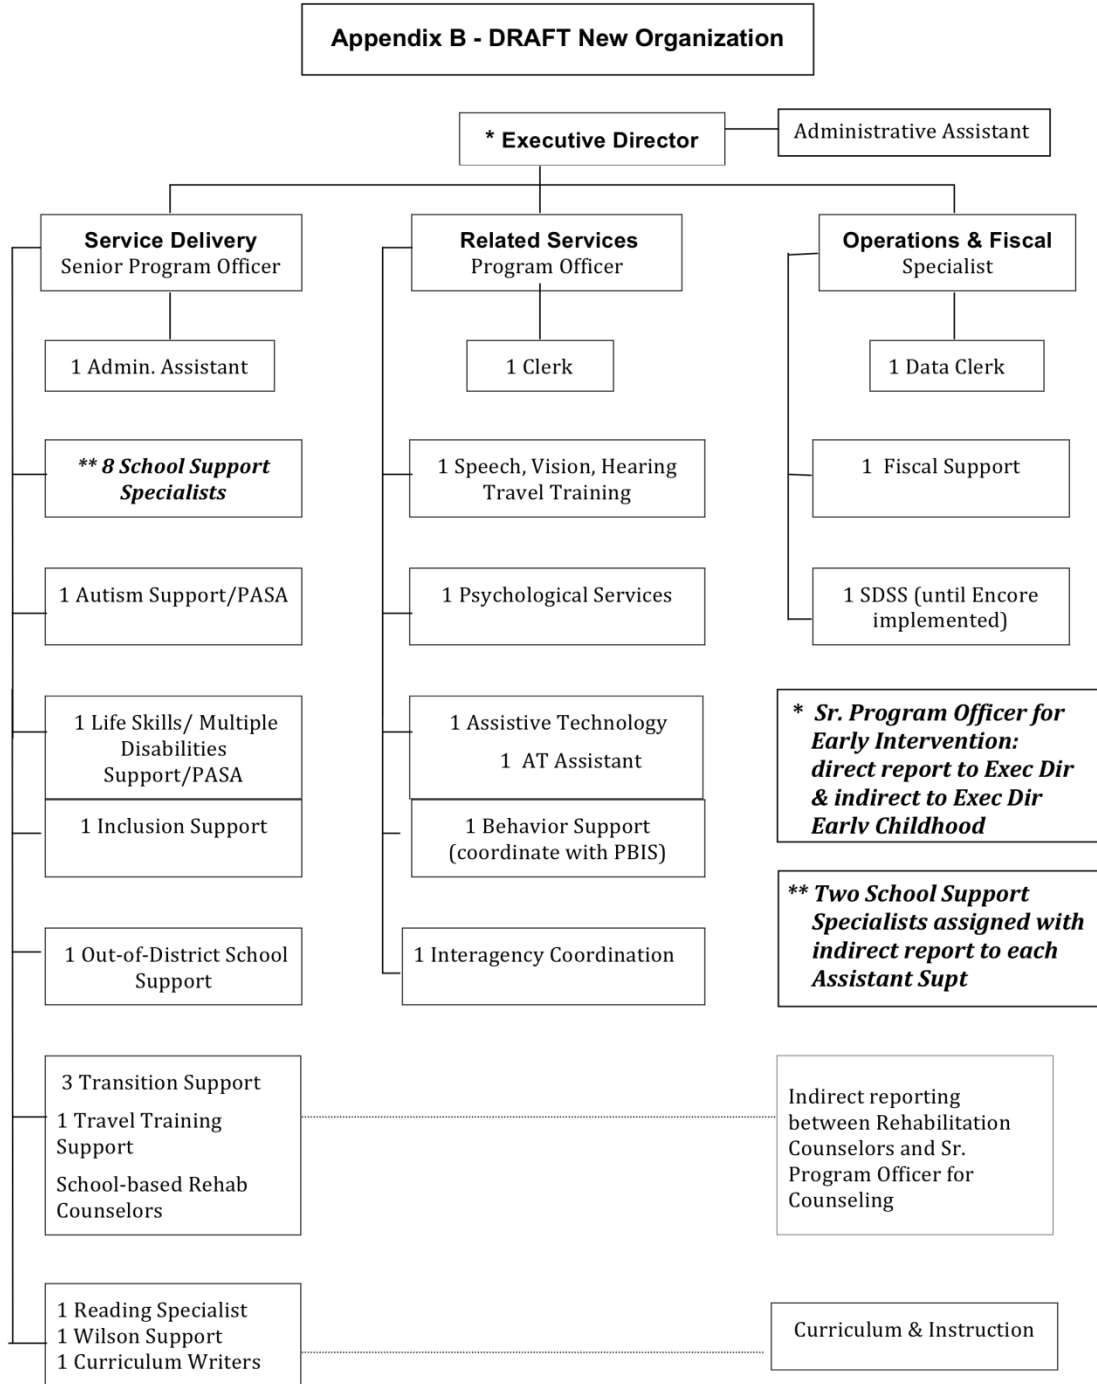 Appendix B - DRAFT New Organization
* Executive Director
Administrative Assistant
Service Delivery
Senior Program Officer
Related Services
Program Officer
Operations & Fiscal
Specialist
1 Admin. Assistant
1 Clerk
1 Data Clerk
** 8 School Support
Specialists
1 Speech, Vision, Hearing
Travel Training
1 Fiscal Support
1 Autism Support/PASA
1 Psychological Services
1 SDSS (until Encore
implemented)
1 Life Skills/ Multiple
Disabilities
Support/PASA
1 Assistive Technology
1 AT Assistant
* Sr. Program Officer for
Early Intervention:
direct report to Exec Dir
& indirect to Exec Dir
Early Childhood
1 Inclusion Support
1 Behavior Support
(coordinate with PBIS)
** Two School Support
Specialists assigned with
indirect report to each
Assistant Supt
1 Out-of-District School
Support
1 Interagency Coordination
3 Transition Support
1 Travel Training
Support
School-based Rehab
Counselors
Indirect reporting
between Rehabilitation
Counselors and Sr.
Program Officer for
Counseling
1 Reading Specialist
1 Wilson Support
1 Curriculum Writers
Curriculum & Instruction